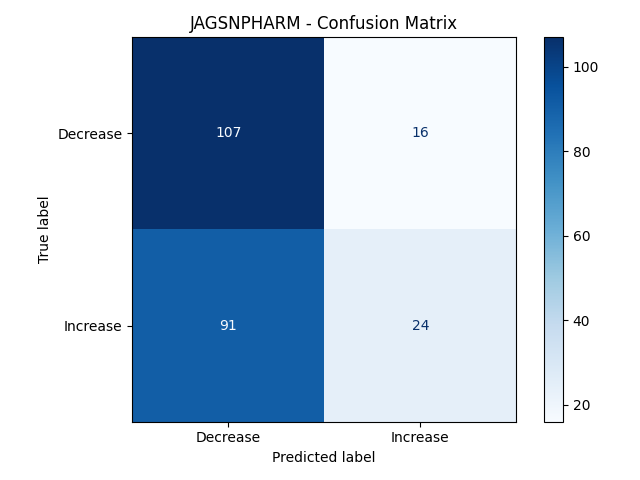 JAGSNPHARM - Confusion Matrix
True label
Decrease
107
16
Increase
91
24
Decrease
Increase
Predicted label
100
80
60
40
20